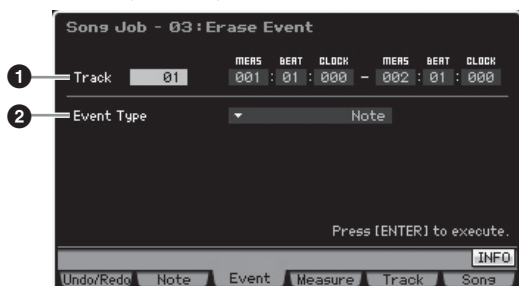 Song Job - 03:Erase Event
MEAS BEAT CLOCK MEAS BEAT CLOCK
1 Track 01 001 : 01 : 000 - 002 : 01 : 000
2 Event Type Note
Press [ENTER] to execute.
INFO
Undo/Redo Note Event Measure Track Song